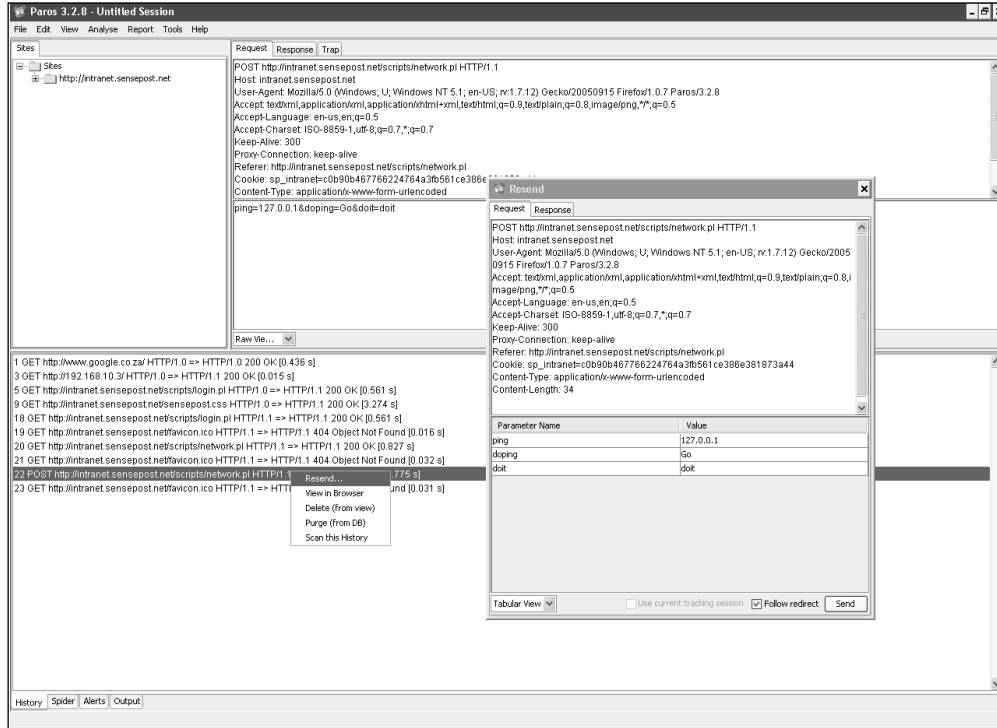 Paros 3.2.8 - Untitled Session
File Edit View Analyse Report Tools Help
Sites
Sites
http://intranet.sensepost.net
Request Response Trap
POST http://intranet.sensepost.net/scripts/network.pl HTTP/1.1
Host: intranet.sensepost.net
User-Agent: Mozilla/5.0 (Windows; U; Windows NT 5.1; en-US; rv:1.7.12) Gecko/20050915 Firefox/1.0.7 Paros/3.2.8
Accept: text/xml,application/xml,application/xhtml+xml,text/html;q=0.9,text/plain;q=0.8,image/png,*/*;q=0.5
Accept-Language: en-us,en;q=0.5
Accept-Charset: ISO-8859-1,utf-8;q=0.7,*;q=0.7
Keep-Alive: 300
Proxy-Connection: keep-alive
Referer: http://intranet.sensepost.net/scripts/network.pl
Cookie: sp_intranet=c0b90b467766224764a3fb561ce386e
Content-Type: application/x-www-form-urlencoded
ping=127.0.0.1&doping=Go&doit=doit
Raw Vie...
Resend
Request Response
POST http://intranet.sensepost.net/scripts/network.pl HTTP/1.1
Host: intranet.sensepost.net
User-Agent: Mozilla/5.0 (Windows; U; Windows NT 5.1; en-US; rv:1.7.12) Gecko/2005
0915 Firefox/1.0.7 Paros/3.2.8
Accept: text/xml,application/xml,application/xhtml+xml,text/html;q=0.9,text/plain;q=0.8,i
mage/png,*/*;q=0.5
Accept-Language: en-us,en;q=0.5
Accept-Charset: ISO-8859-1,utf-8;q=0.7,*;q=0.7
Keep-Alive: 300
Proxy-Connection: keep-alive
Referer: http://intranet.sensepost.net/scripts/network.pl
Cookie: sp_intranet=c0b90b467766224764a3fb561ce386e381873a44
Content-Type: application/x-www-form-urlencoded
Content-Length: 34
Parameter Name Value
ping 127.0.0.1
doping Go
doit doit
Tabular View Use current tracking session Follow redirect Send
1 GET http://www.google.co.za/ HTTP/1.0 => HTTP/1.0 200 OK [0.436 s]
3 GET http://192.168.10.3/ HTTP/1.0 => HTTP/1.1 200 OK [0.015 s]
5 GET http://intranet.sensepost.net/scripts/login.pl HTTP/1.0 => HTTP/1.1 200 OK [0.561 s]
9 GET http://intranet.sensepost.net/sensepost.css HTTP/1.0 => HTTP/1.1 200 OK [3.274 s]
18 GET http://intranet.sensepost.net/scripts/login.pl HTTP/1.1 => HTTP/1.1 200 OK [0.561 s]
19 GET http://intranet.sensepost.net/favicon.ico HTTP/1.1 => HTTP/1.1 404 Object Not Found [0.016 s]
20 GET http://intranet.sensepost.net/scripts/network.pl HTTP/1.1 => HTTP/1.1 200 OK [0.827 s]
21 GET http://intranet.sensepost.net/favicon.ico HTTP/1.1 => HTTP/1.1 404 Object Not Found [0.032 s]
22 POST http://intranet.sensepost.net/scripts/network.pl HTTP/1.1 .775 s]
23 GET http://intranet.sensepost.net/favicon.ico HTTP/1.1 => HTT und [0.031 s]
Resend...
View in Browser
Delete (from view)
Purge (from DB)
Scan this History
History Spider Alerts Output